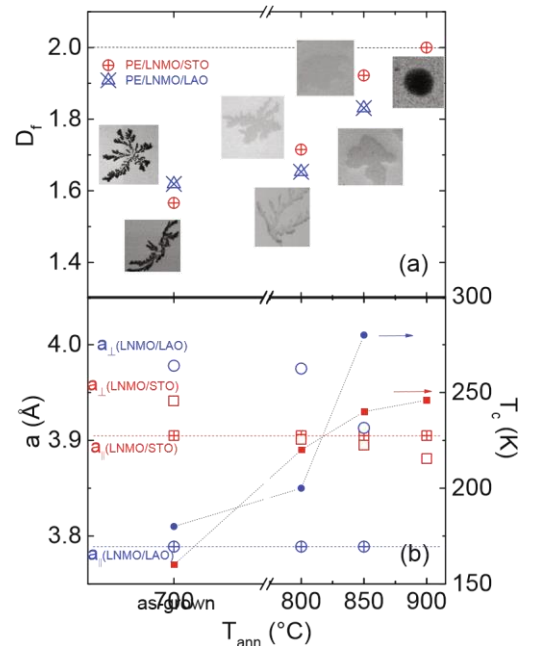 2.0
PE/LNMO/STO
PE/LNMO/LAO
1.8
D_f
1.6
1.4
(a)
300
a⊥(LNMO/LAO)
4.0
a⊥(LNMO/STO)
250
a (Å)
T_c (K)
3.9
a∥(LNMO/STO)
200
3.8
a∥(LNMO/LAO)
(b)
150
700 800 850 900
as-grown
T_ann (°C)